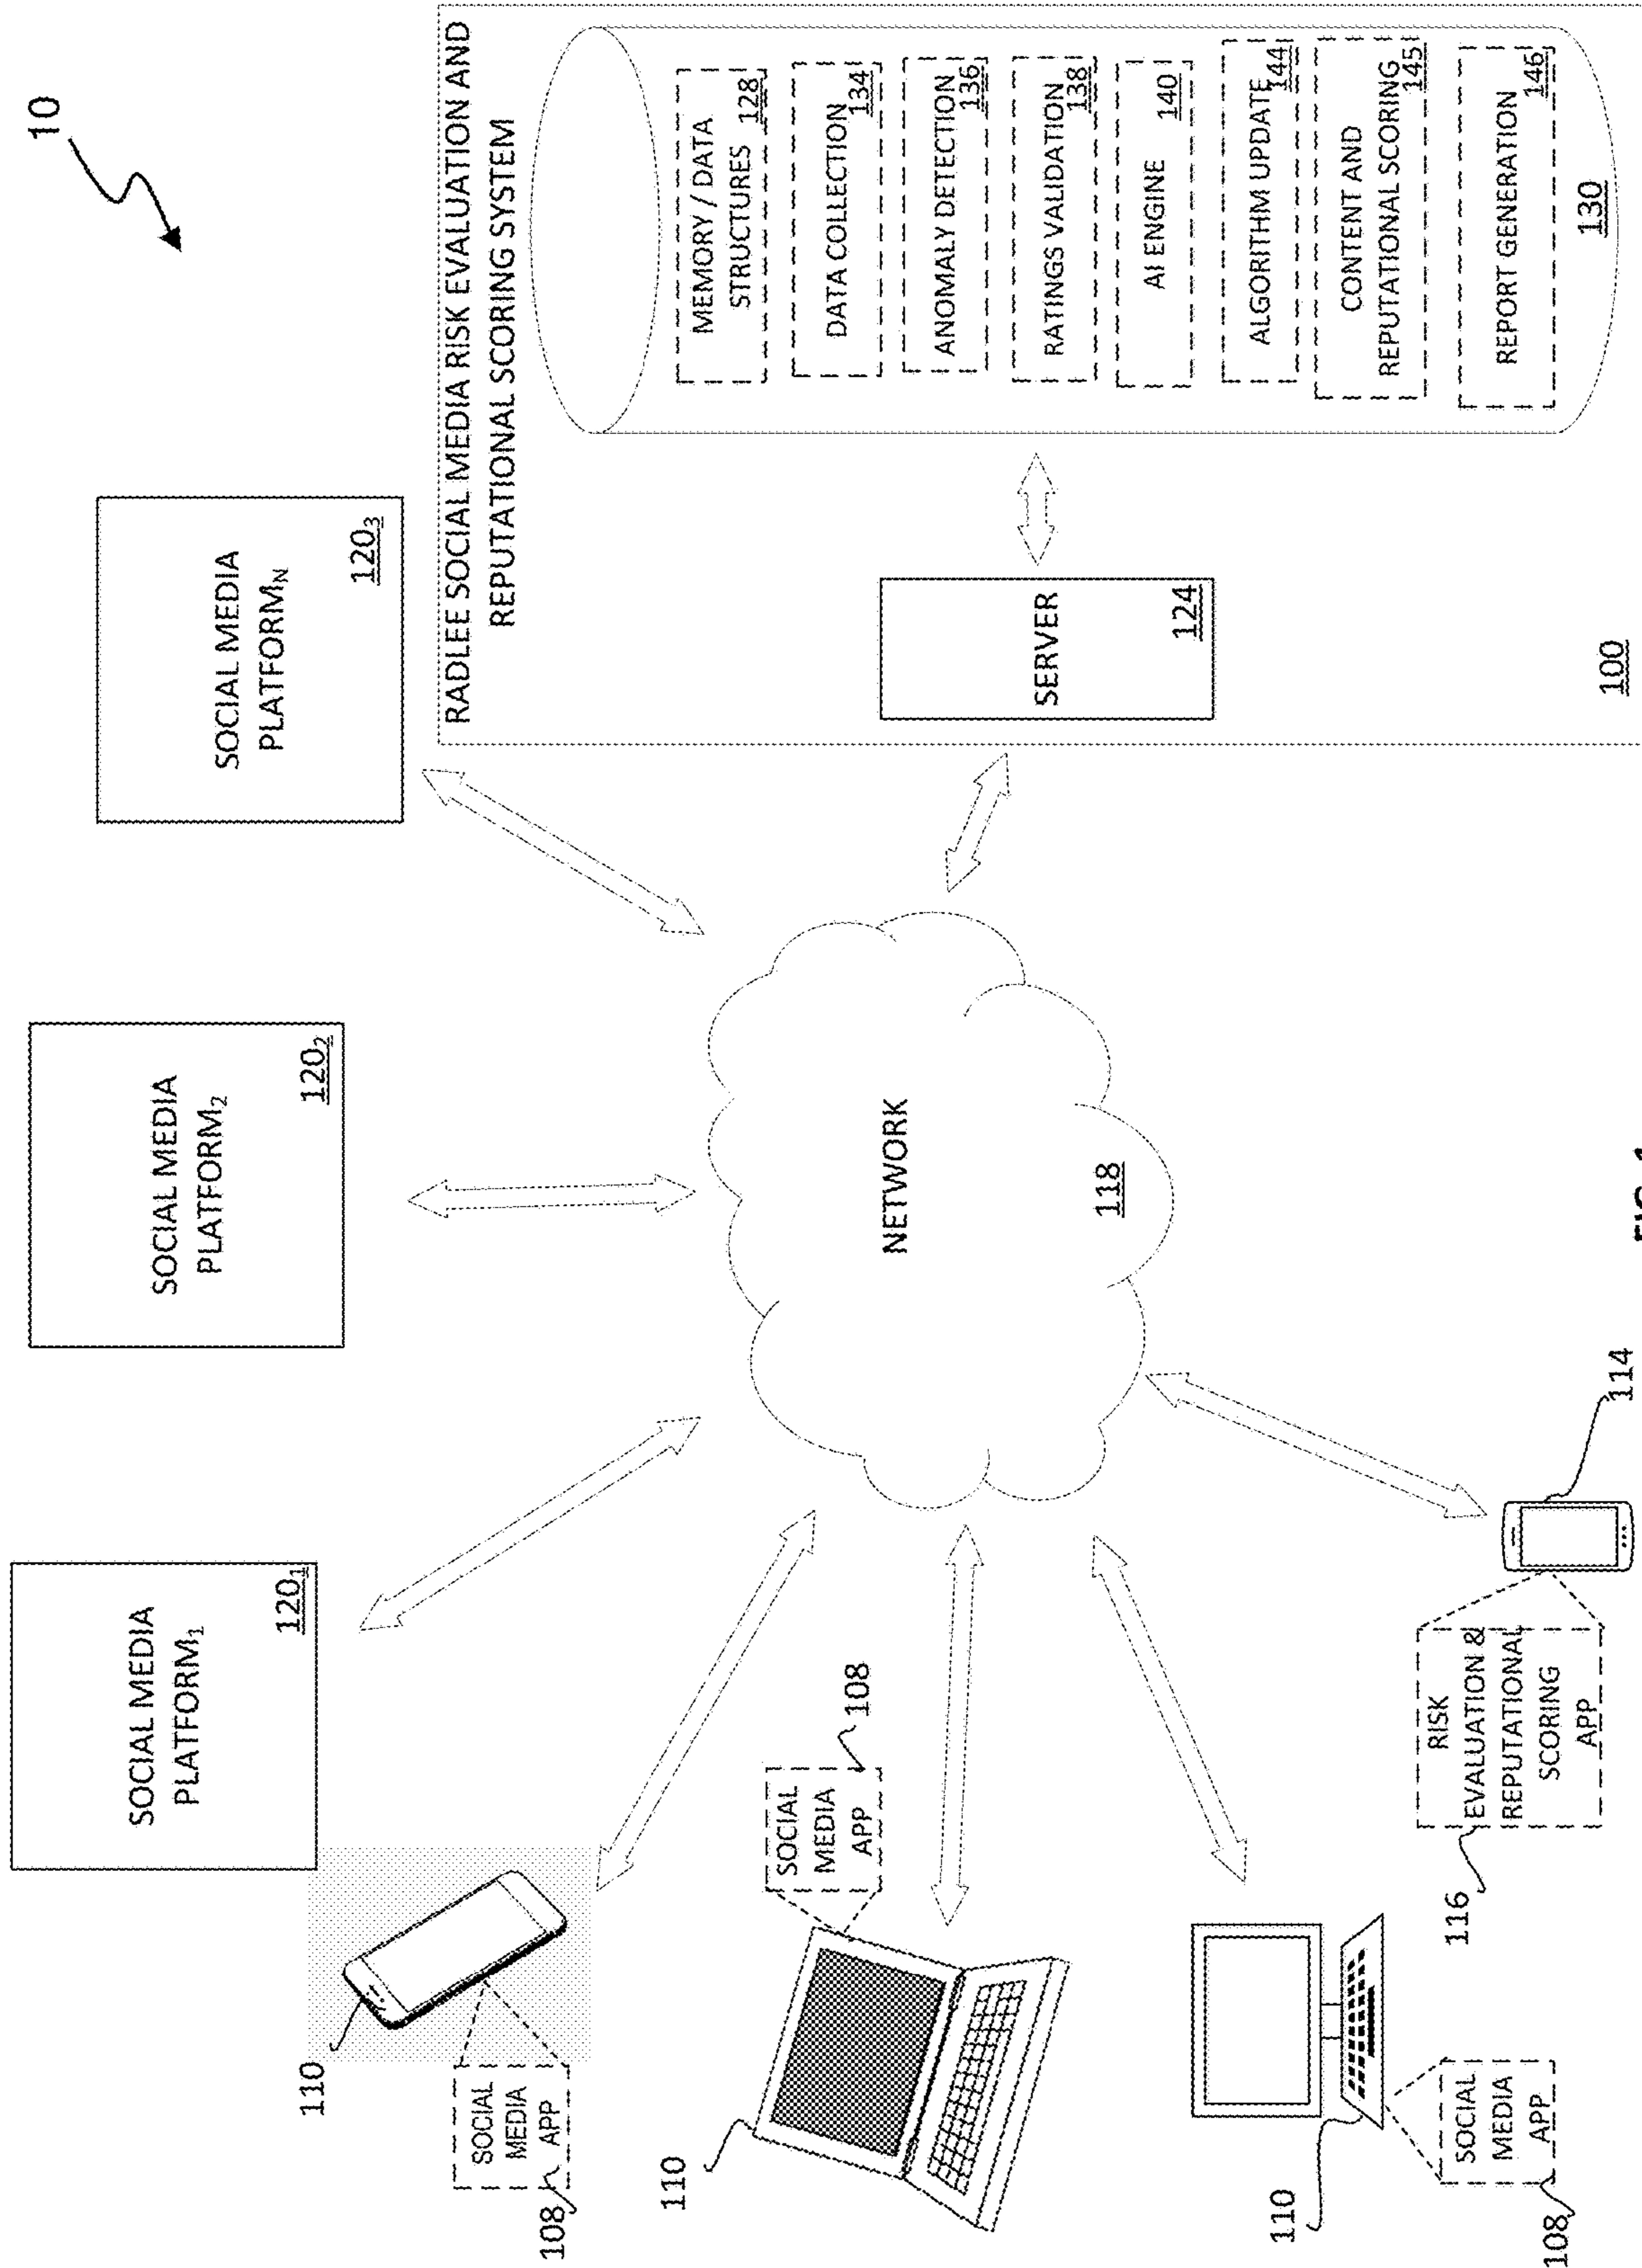 10
SOCIAL MEDIA
PLATFORM1
1201
SOCIAL MEDIA
PLATFORM2
1202
SOCIAL MEDIA
PLATFORMN
1203
RADLEE SOCIAL MEDIA RISK EVALUATION AND
REPUTATIONAL SCORING SYSTEM
110
SOCIAL
MEDIA
APP
108
110
SOCIAL
MEDIA
APP
108
110
SOCIAL
MEDIA
APP
108
RISK
EVALUATION &
REPUTATIONAL
SCORING
APP
116
114
NETWORK
118
SERVER
124
100
MEMORY / DATA
STRUCTURES 128
DATA COLLECTION
134
ANOMALY DETECTION
136
RATINGS VALIDATION
138
AI ENGINE
140
ALGORITHM UPDATE
144
CONTENT AND
REPUTATIONAL SCORING
145
REPORT GENERATION
146
130